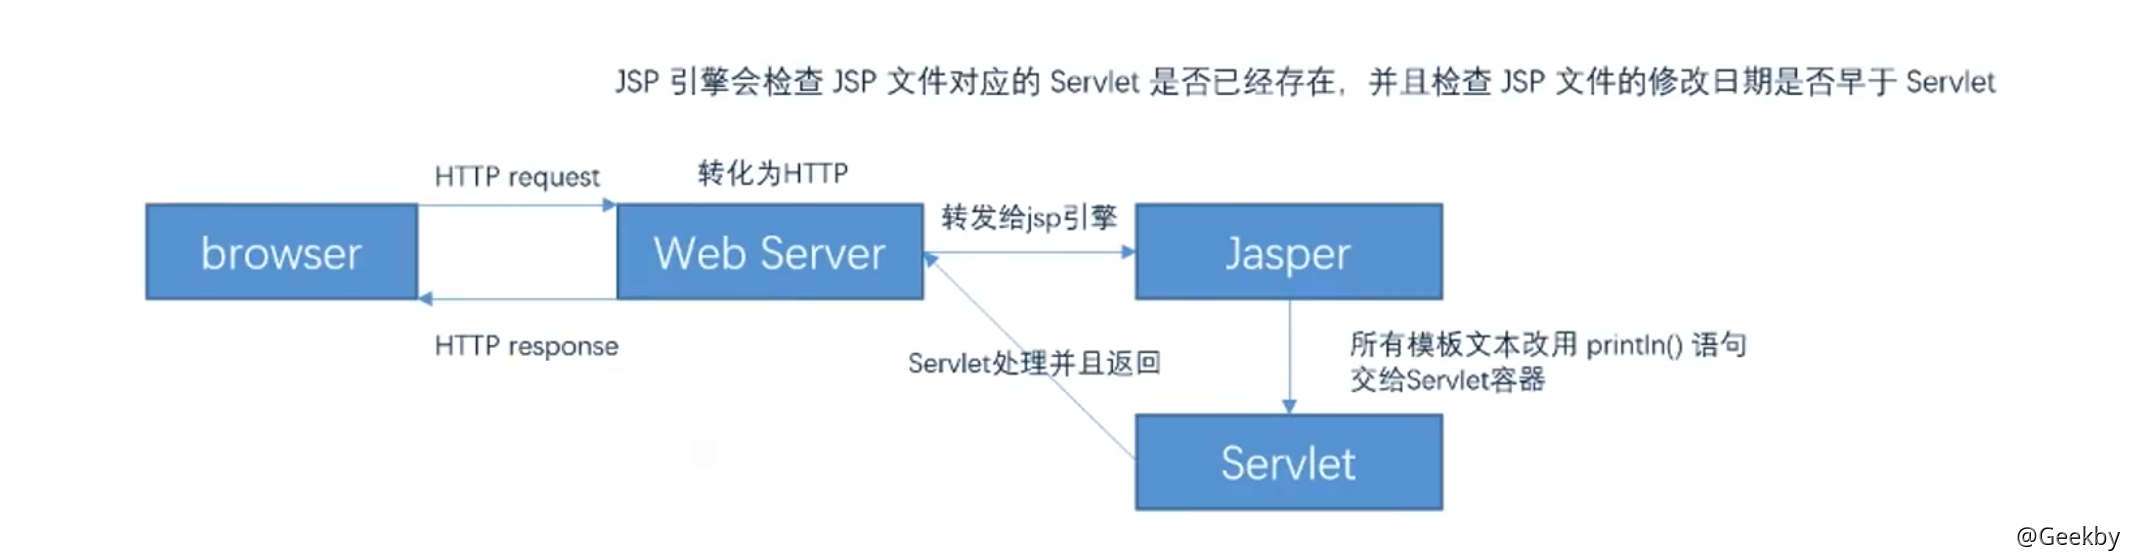 JSP 引擎会检查 JSP 文件对应的 Servlet 是否已经存在，并且检查 JSP 文件的修改日期是否早于 Servlet
HTTP request
转化为HTTP
转发给jsp引擎
browser
Web Server
Jasper
HTTP response
Servlet处理并且返回
所有模板文本改用 println() 语句
交给Servlet容器
Servlet
@Geekby